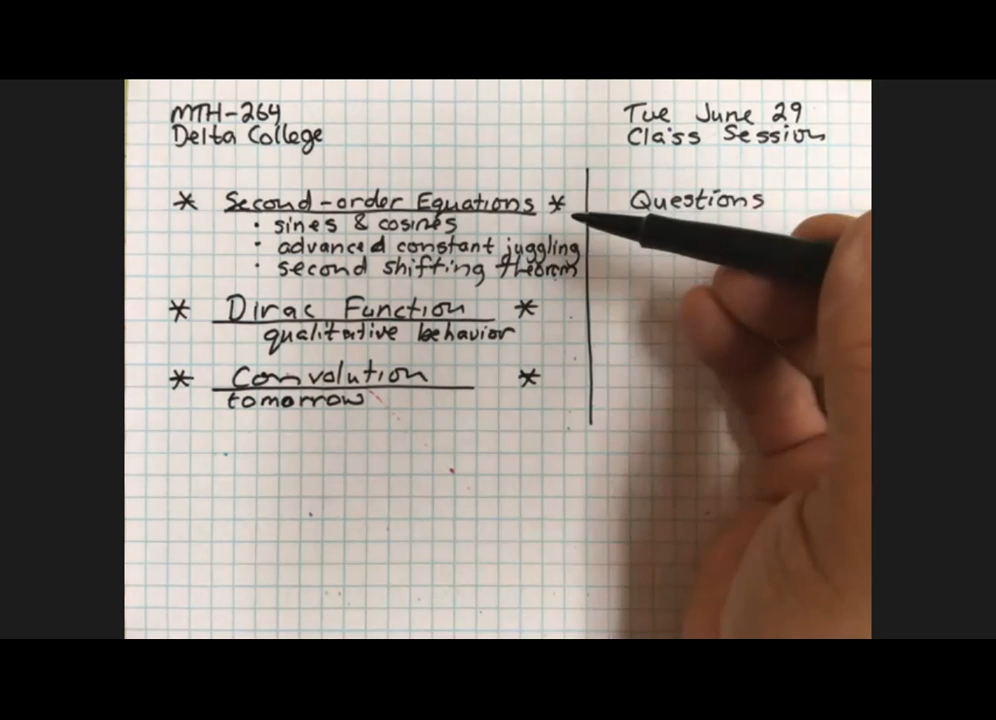 MTH-264
Delta College
Tue June 29
Class Session
* Second-order Equations *
· sines & cosines
· advanced constant juggling
· second shifting theorem
* Dirac Function *
qualitative behavior
* Convolution *
tomorrow
Questions